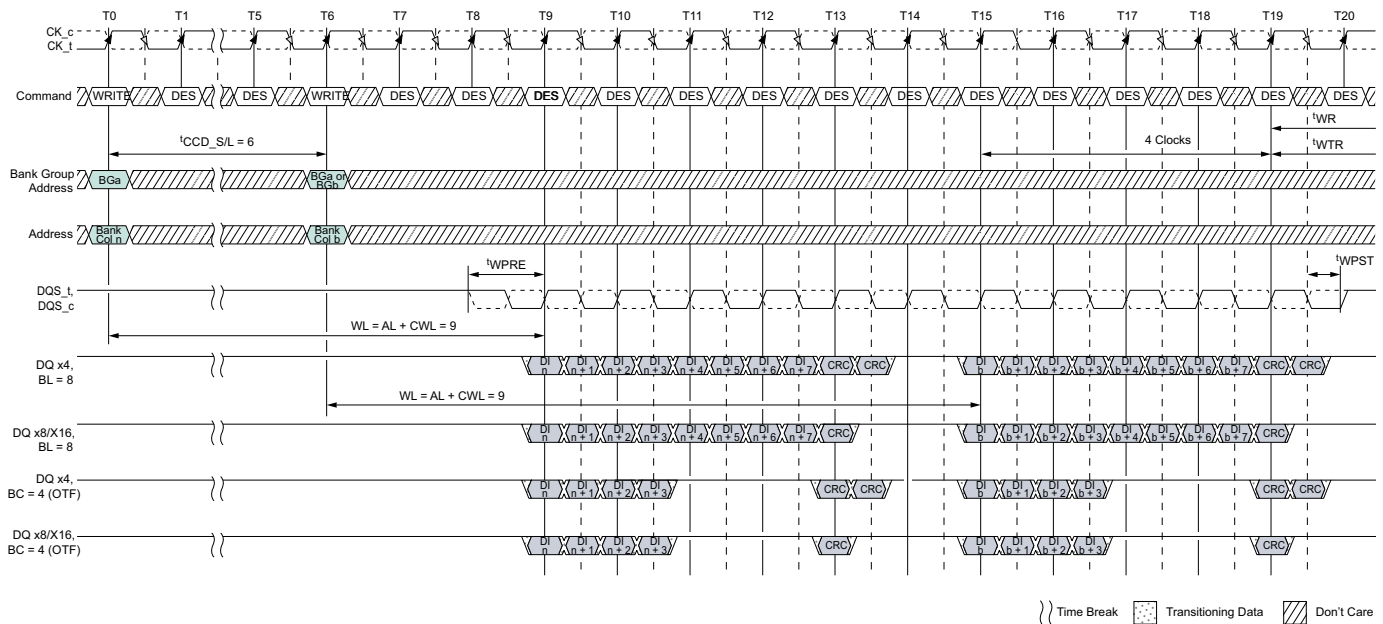 T0 T1 T5 T6 T7 T8 T9 T10 T11 T12 T13 T14 T15 T16 T17 T18 T19 T20
CK_c
CK_t
Command WRITE DES DES WRITE DES DES DES DES DES DES DES DES DES DES DES DES DES DES
tCCD_S/L = 6
4 Clocks
tWR
tWTR
Bank Group
Address
BGa
BGa or
BGb
Address
Bank
Col n
Bank
Col b
tWPRE
tWPST
DQS_t,
DQS_c
WL = AL + CWL = 9
DQ x4,
BL = 8
DI n DI n + 1 DI n + 2 DI n + 3 DI n + 4 DI n + 5 DI n + 6 DI n + 7 CRC CRC DI b DI b + 1 DI b + 2 DI b + 3 DI b + 4 DI b + 5 DI b + 6 DI b + 7 CRC CRC
WL = AL + CWL = 9
DQ x8/X16,
BL = 8
DI n DI n + 1 DI n + 2 DI n + 3 DI n + 4 DI n + 5 DI n + 6 DI n + 7 CRC DI b DI b + 1 DI b + 2 DI b + 3 DI b + 4 DI b + 5 DI b + 6 DI b + 7 CRC
DQ x4,
BC = 4 (OTF)
DI n DI n + 1 DI n + 2 DI n + 3 CRC CRC DI b DI b + 1 DI b + 2 DI b + 3 CRC CRC
DQ x8/X16,
BC = 4 (OTF)
DI n DI n + 1 DI n + 2 DI n + 3 CRC DI b DI b + 1 DI b + 2 DI b + 3 CRC
Time Break Transitioning Data Don't Care